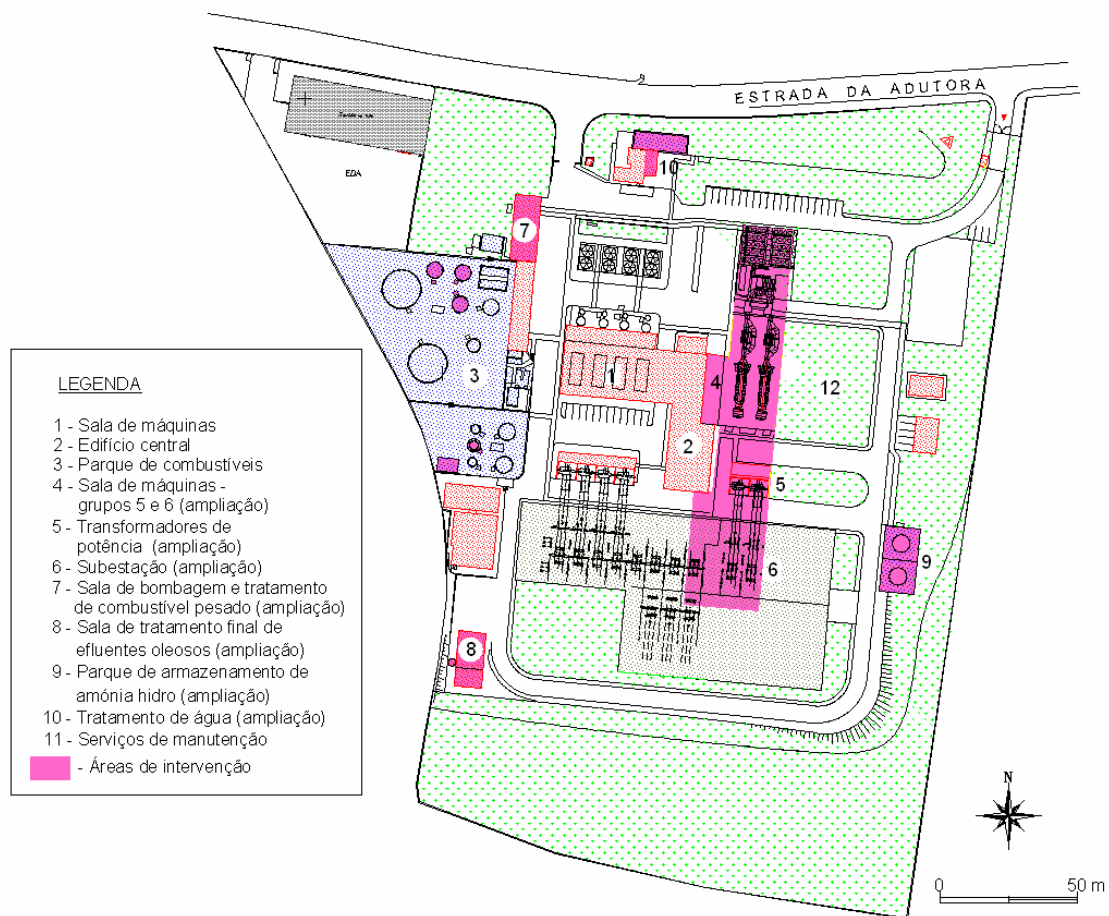 ESTRADA DA ADUTORA
EDA
10
7
3
1
4
12
2
5
6
9
8
LEGENDA
1 - Sala de máquinas
2 - Edifício central
3 - Parque de combustíveis
4 - Sala de máquinas -
grupos 5 e 6 (ampliação)
5 - Transformadores de
potência (ampliação)
6 - Subestação (ampliação)
7 - Sala de bombagem e tratamento
de combustível pesado (ampliação)
8 - Sala de tratamento final de
efluentes oleosos (ampliação)
9 - Parque de armazenamento de
amónia hidro (ampliação)
10 - Tratamento de água (ampliação)
11 - Serviços de manutenção
- Áreas de intervenção
N
0 50 m